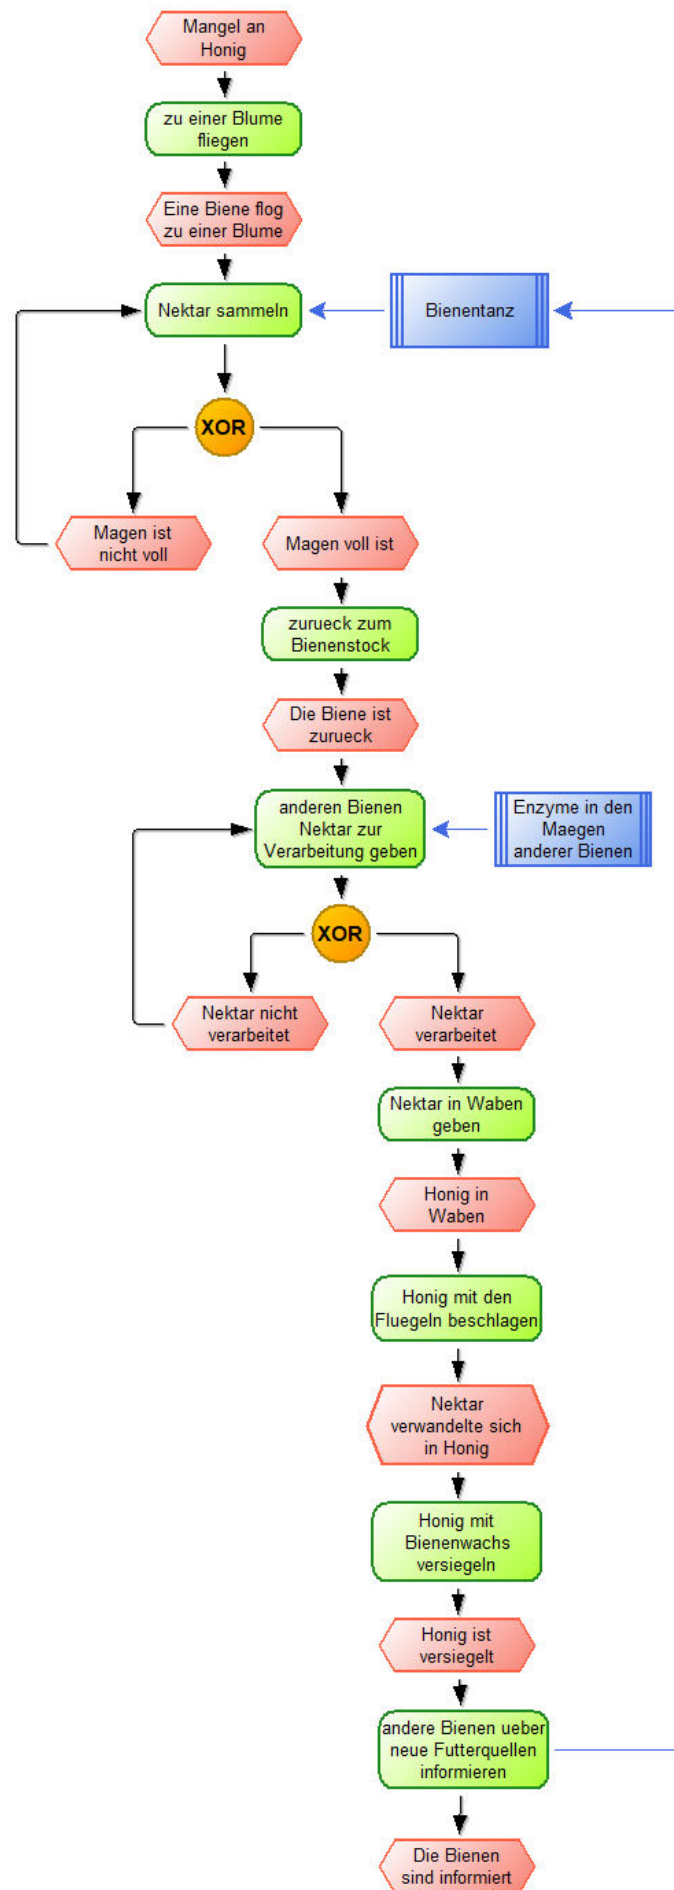 Mangel an
Honig
zu einer Blume
fliegen
Eine Biene flog
zu einer Blume
Nektar sammeln
Bienentanz
XOR
Magen ist
nicht voll
Magen voll ist
zurueck zum
Bienenstock
Die Biene ist
zurueck
anderen Bienen
Nektar zur
Verarbeitung geben
Enzyme in den
Maegen
anderer Bienen
XOR
Nektar nicht
verarbeitet
Nektar
verarbeitet
Nektar in Waben
geben
Honig in
Waben
Honig mit den
Fluegeln beschlagen
Nektar
verwandelte sich
in Honig
Honig mit
Bienenwachs
versiegeln
Honig ist
versiegelt
andere Bienen ueber
neue Futterquellen
informieren
Die Bienen
sind informiert